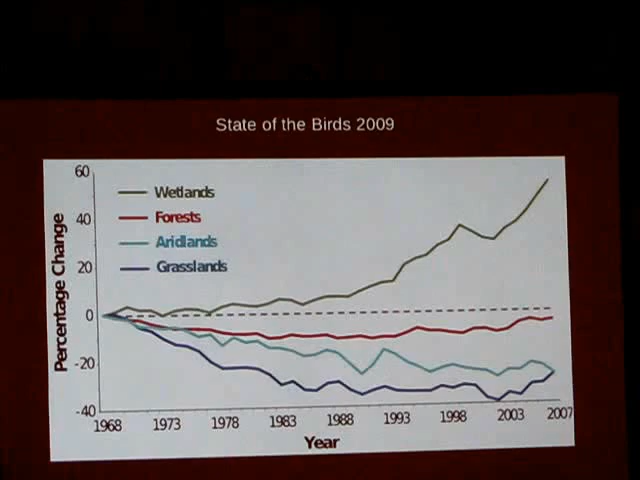 State of the Birds 2009
60
40
20
0
-20
-40
Percentage Change
Wetlands
Forests
Aridlands
Grasslands
1968 1973 1978 1983 1988 1993 1998 2003 2007
Year